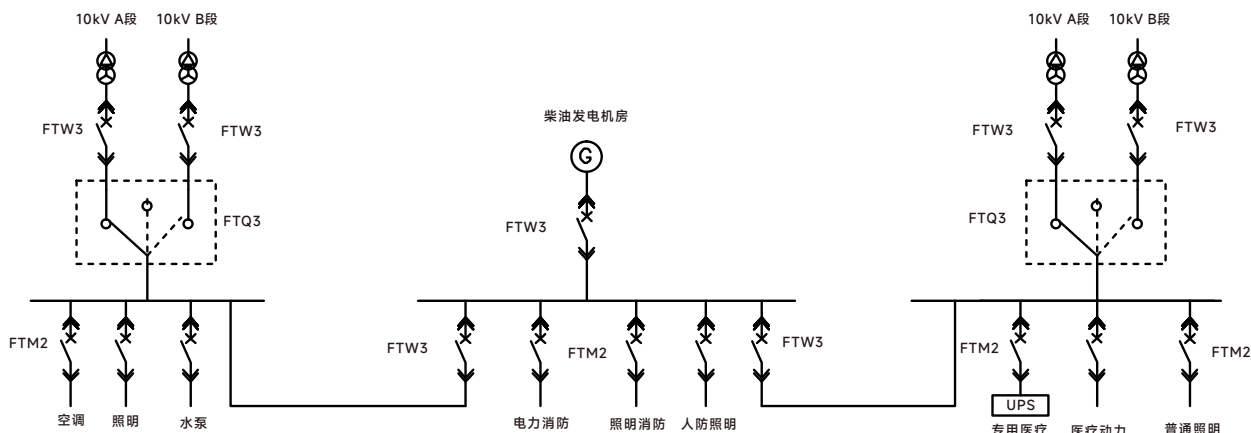 10kV A段
10kV B段
10kV A段
10kV B段
柴油发电机房
G
FTW3
FTW3
FTW3
FTW3
FTQ3
FTQ3
FTW3
FTM2
FTW3
FTM2
FTW3
FTM2
FTM2
UPS
空调
照明
水泵
电力消防
照明消防
人防照明
专用医疗
医疗动力
普通照明